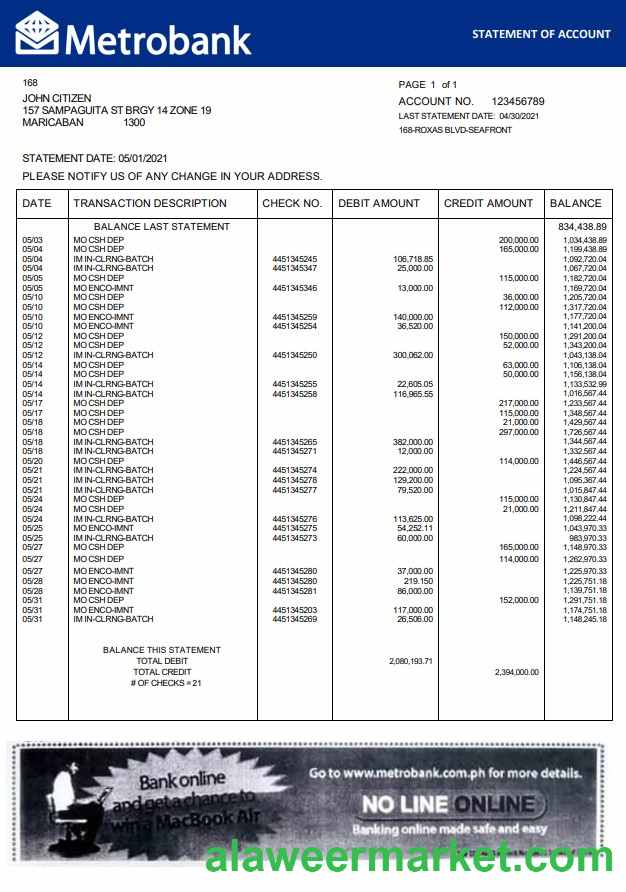 Metrobank
STATEMENT OF ACCOUNT
168
JOHN CITIZEN
157 SAMPAGUITA ST BRGY 14 ZONE 19
MARICABAN 1300
PAGE 1 of 1
ACCOUNT NO. 123456789
LAST STATEMENT DATE: 04/30/2021
168-ROXAS BLVD-SEAFRONT
STATEMENT DATE: 05/01/2021
PLEASE NOTIFY US OF ANY CHANGE IN YOUR ADDRESS.
DATE TRANSACTION DESCRIPTION CHECK NO. DEBIT AMOUNT CREDIT AMOUNT BALANCE
BALANCE LAST STATEMENT 834,438.89
05/03 MO CSH DEP 200,000.00 1,034,438.89
05/04 MO CSH DEP 165,000.00 1,199,438.89
05/04 IM IN-CLRNG-BATCH 4451345245 106,718.85 1,092,720.04
05/04 IM IN-CLRNG-BATCH 4451345347 25,000.00 1,067,720.04
05/05 MO CSH DEP 115,000.00 1,182,720.04
05/05 MO ENCO-IMNT 4451345346 13,000.00 1,169,720.04
05/10 MO CSH DEP 36,000.00 1,205,720.04
05/10 MO CSH DEP 112,000.00 1,317,720.04
05/10 MO ENCO-IMNT 4451345259 140,000.00 1,177,720.04
05/10 MO ENCO-IMNT 4451345254 36,520.00 1,141,200.04
05/12 MO CSH DEP 150,000.00 1,291,200.04
05/12 MO CSH DEP 52,000.00 1,343,200.04
05/12 IM IN-CLRNG-BATCH 4451345250 300,062.00 1,043,138.04
05/14 MO CSH DEP 63,000.00 1,106,138.04
05/14 MO CSH DEP 50,000.00 1,156,138.04
05/14 IM IN-CLRNG-BATCH 4451345255 22,605.05 1,133,532.99
05/14 IM IN-CLRNG-BATCH 4451345258 116,965.55 1,016,567.44
05/17 MO CSH DEP 217,000.00 1,233,567.44
05/17 MO CSH DEP 115,000.00 1,348,567.44
05/18 MO CSH DEP 21,000.00 1,429,567.44
05/18 MO CSH DEP 297,000.00 1,726,567.44
05/18 IM IN-CLRNG-BATCH 4451345265 382,000.00 1,344,567.44
05/18 IM IN-CLRNG-BATCH 4451345271 12,000.00 1,332,567.44
05/20 MO CSH DEP 114,000.00 1,446,567.44
05/21 IM IN-CLRNG-BATCH 4451345274 222,000.00 1,224,567.44
05/21 IM IN-CLRNG-BATCH 4451345278 129,200.00 1,095,367.44
05/21 IM IN-CLRNG-BATCH 4451345277 79,520.00 1,015,847.44
05/24 MO CSH DEP 115,000.00 1,130,847.44
05/24 MO CSH DEP 21,000.00 1,211,847.44
05/24 IM IN-CLRNG-BATCH 4451345276 113,625.00 1,098,222.44
05/25 MO ENCO-IMNT 4451345275 54,252.11 1,043,970.33
05/25 IM IN-CLRNG-BATCH 4451345273 60,000.00 983,970.33
05/27 MO CSH DEP 165,000.00 1,148,970.33
05/27 MO CSH DEP 114,000.00 1,262,970.33
05/27 MO ENCO-IMNT 4451345280 37,000.00 1,225,970.33
05/28 MO ENCO-IMNT 4451345280 219.150 1,225,751.18
05/28 MO ENCO-IMNT 4451345281 86,000.00 1,139,751.18
05/31 MO CSH DEP 152,000.00 1,291,751.18
05/31 MO ENCO-IMNT 4451345203 117,000.00 1,174,751.18
05/31 IM IN-CLRNG-BATCH 4451345269 26,506.00 1,148,245.18
BALANCE THIS STATEMENT
TOTAL DEBIT 2,080,193.71
TOTAL CREDIT 2,394,000.00
# OF CHECKS = 21
Bank online
and get a chance to
win a MacBook Air
Go to www.metrobank.com.ph for more details.
NO LINE ONLINE
Banking online made safe and easy
alaweermarket.com